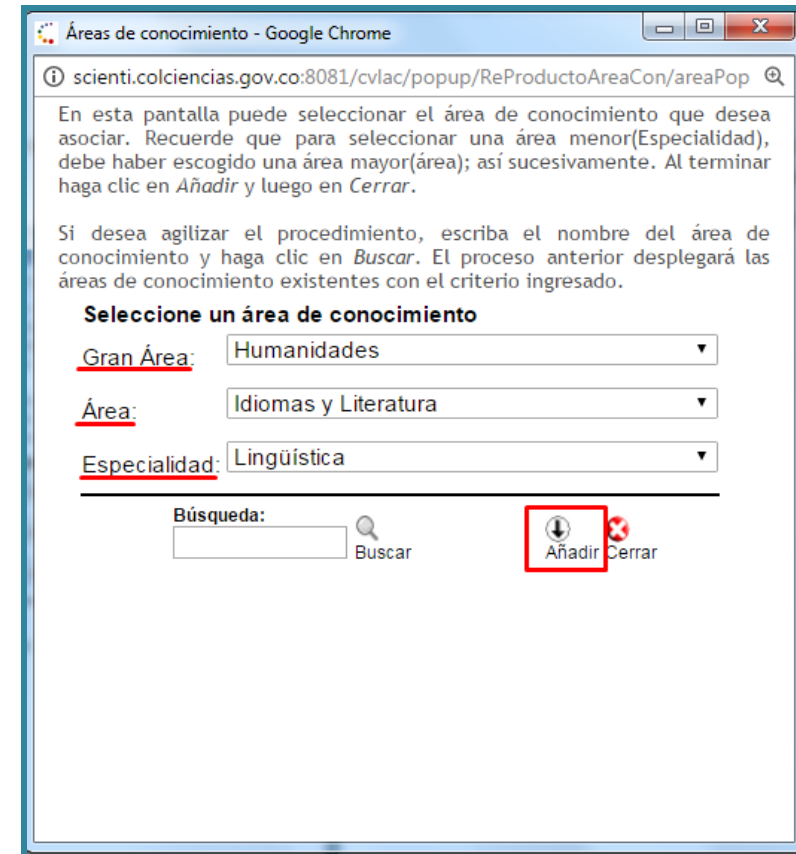 Áreas de conocimiento - Google Chrome
scienti.colciencias.gov.co:8081/cvlac/popup/ReProductoAreaCon/areaPop
En esta pantalla puede seleccionar el área de conocimiento que desea
asociar. Recuerde que para seleccionar una área menor(Especialidad),
debe haber escogido una área mayor(área); así sucesivamente. Al terminar
haga clic en Añadir y luego en Cerrar.
Si desea agilizar el procedimiento, escriba el nombre del área de
conocimiento y haga clic en Buscar. El proceso anterior desplegará las
áreas de conocimiento existentes con el criterio ingresado.
Seleccione un área de conocimiento
Gran Área: Humanidades
Área: Idiomas y Literatura
Especialidad: Lingüística
Búsqueda:
Buscar Añadir Cerrar